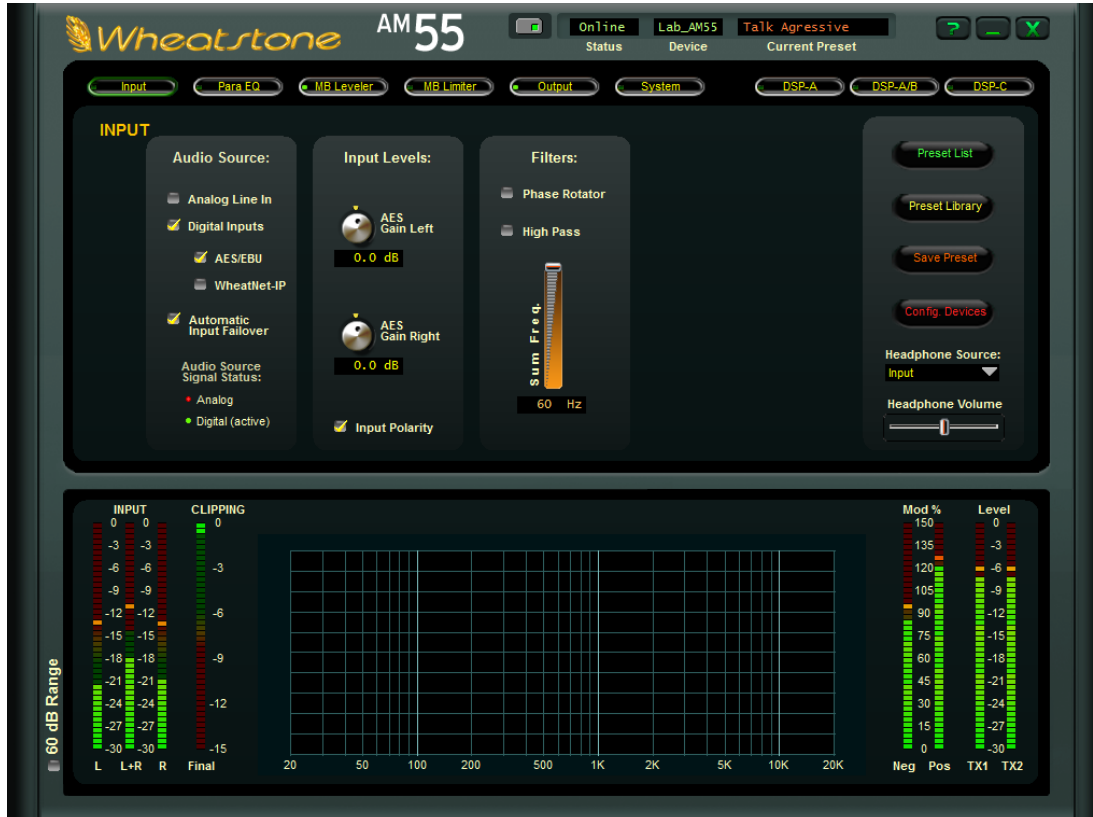 Wheatstone AM55
Online Lab_AM55 Talk Agressive ? _ X
Status Device Current Preset
Input Para EQ MB Leveler MB Limiter Output System DSP-A DSP-A/B DSP-C
INPUT
Audio Source:
Analog Line In
Digital Inputs
AES/EBU
WheatNet-IP
Automatic
Input Failover
Audio Source
Signal Status:
Analog
Digital (active)
Input Levels:
AES
Gain Left
0.0 dB
AES
Gain Right
0.0 dB
Input Polarity
Filters:
Phase Rotator
High Pass
Sum Freq.
60 Hz
Preset List
Preset Library
Save Preset
Config. Devices
Headphone Source:
Input
Headphone Volume
60 dB Range
INPUT
0 0
-3 -3
-6 -6
-9 -9
-12 -12
-15 -15
-18 -18
-21 -21
-24 -24
-27 -27
-30 -30
L L+R R
CLIPPING
0
-3
-6
-9
-12
-15
Final
20 50 100 200 500 1K 2K 5K 10K 20K
Mod %
150
135
120
105
90
75
60
45
30
15
0
Neg Pos
Level
0
-3
-6
-9
-12
-15
-18
-21
-24
-27
-30
TX1 TX2